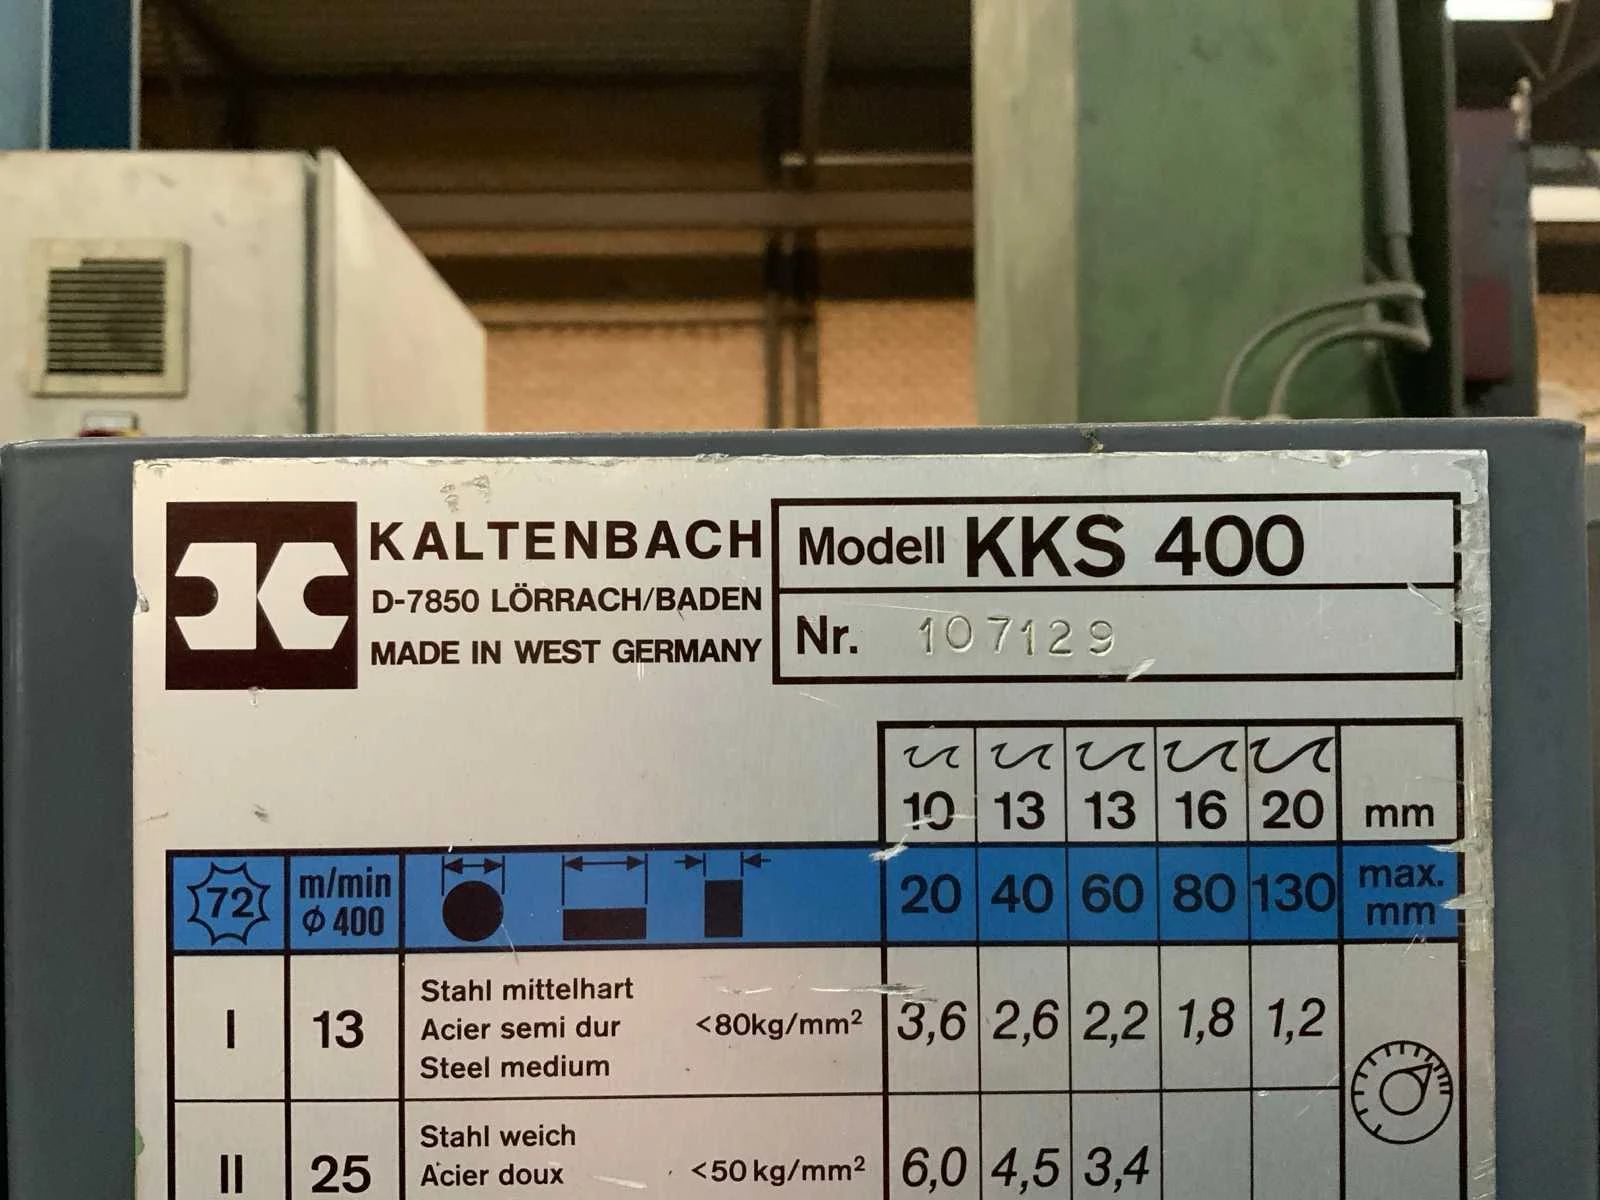 KALTENBACH
D-7850 LÖRRACH/BADEN
MADE IN WEST GERMANY
Modell KKS 400
Nr. 107129
10 13 13 16 20 mm
72 m/min ⌀ 400 20 40 60 80 130 max. mm
I 13 Stahl mittelhart
Acier semi dur <80kg/mm² 3,6 2,6 2,2 1,8 1,2
Steel medium
II 25 Stahl weich
Acier doux <50kg/mm² 6,0 4,5 3,4